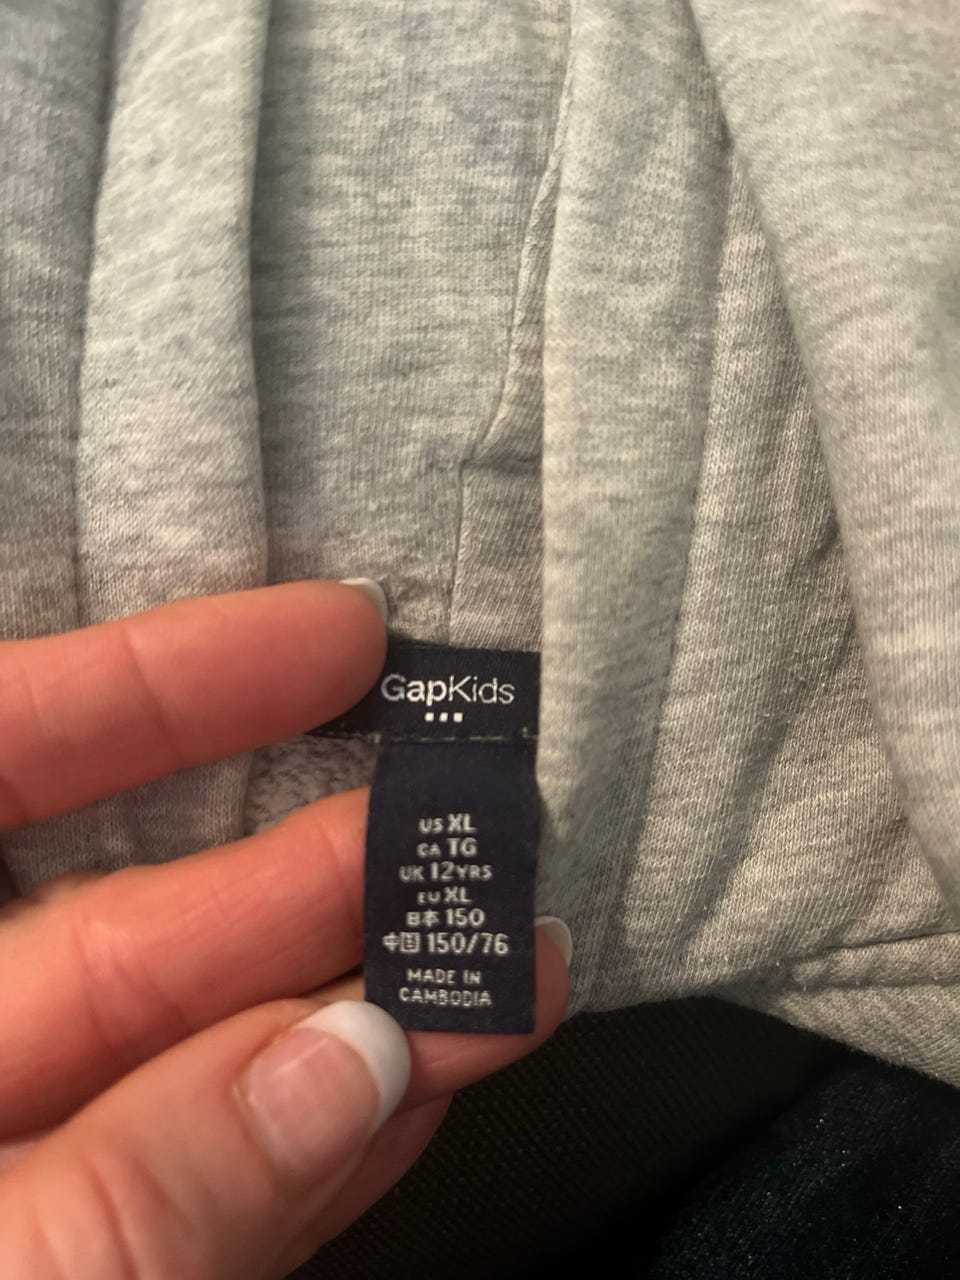 GapKids
US XL
CA TG
UK 12YRS
EU XL
日本 150
中国 150/76
MADE IN
CAMBODIA